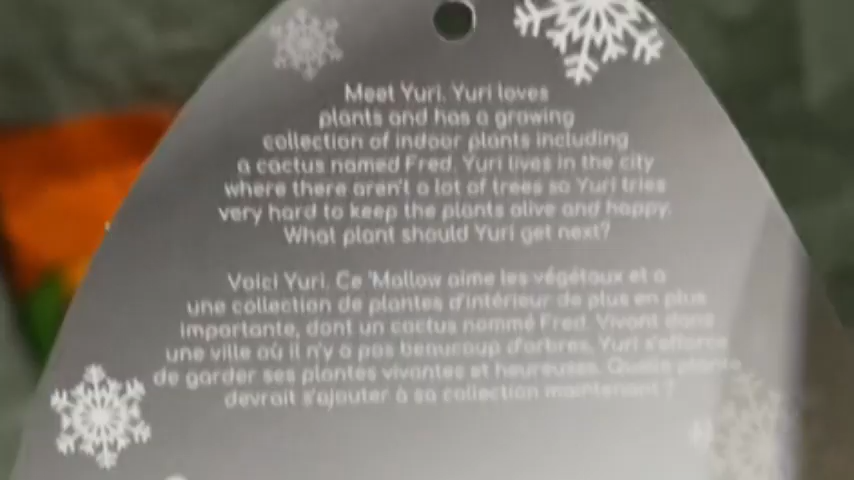 Meet Yuri. Yuri loves
plants and has a growing
collection of indoor plants including
a cactus named Fred. Yuri lives in the city
where there aren't a lot of trees so Yuri tries
very hard to keep the plants alive and happy.
What plant should Yuri get next?
Voici Yuri. Ce 'Mallow aime les végétaux et a
une collection de plantes d'intérieur de plus en plus
importante, dont un cactus nommé Fred. Vivant dans
une ville où il n'y a pas beaucoup d'arbres, Yuri s'efforce
de garder ses plantes vivantes et heureuses. Quelle plante
devrait s'ajouter à sa collection maintenant ?